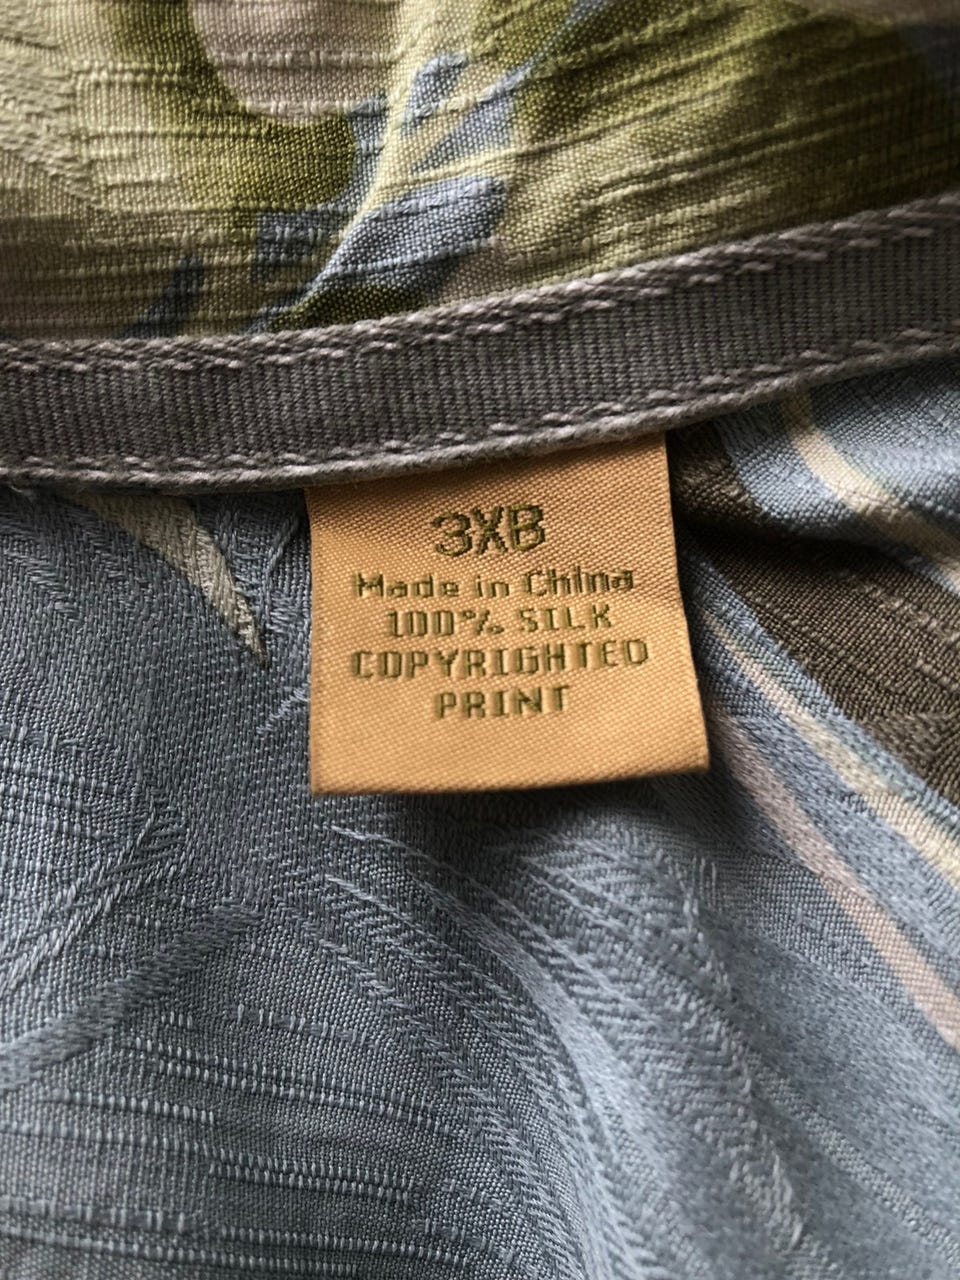 3XB
Made in China
100% SILK
COPYRIGHTED
PRINT